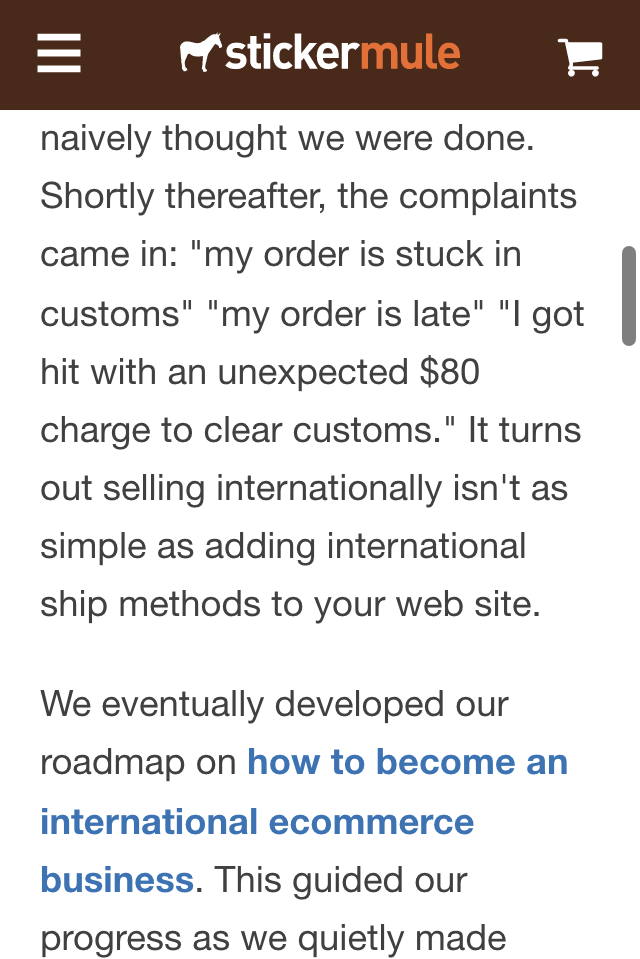 stickermule
naively thought we were done.
Shortly thereafter, the complaints
came in: "my order is stuck in
customs" "my order is late" "I got
hit with an unexpected $80
charge to clear customs." It turns
out selling internationally isn't as
simple as adding international
ship methods to your web site.
We eventually developed our
roadmap on how to become an
international ecommerce
business. This guided our
progress as we quietly made